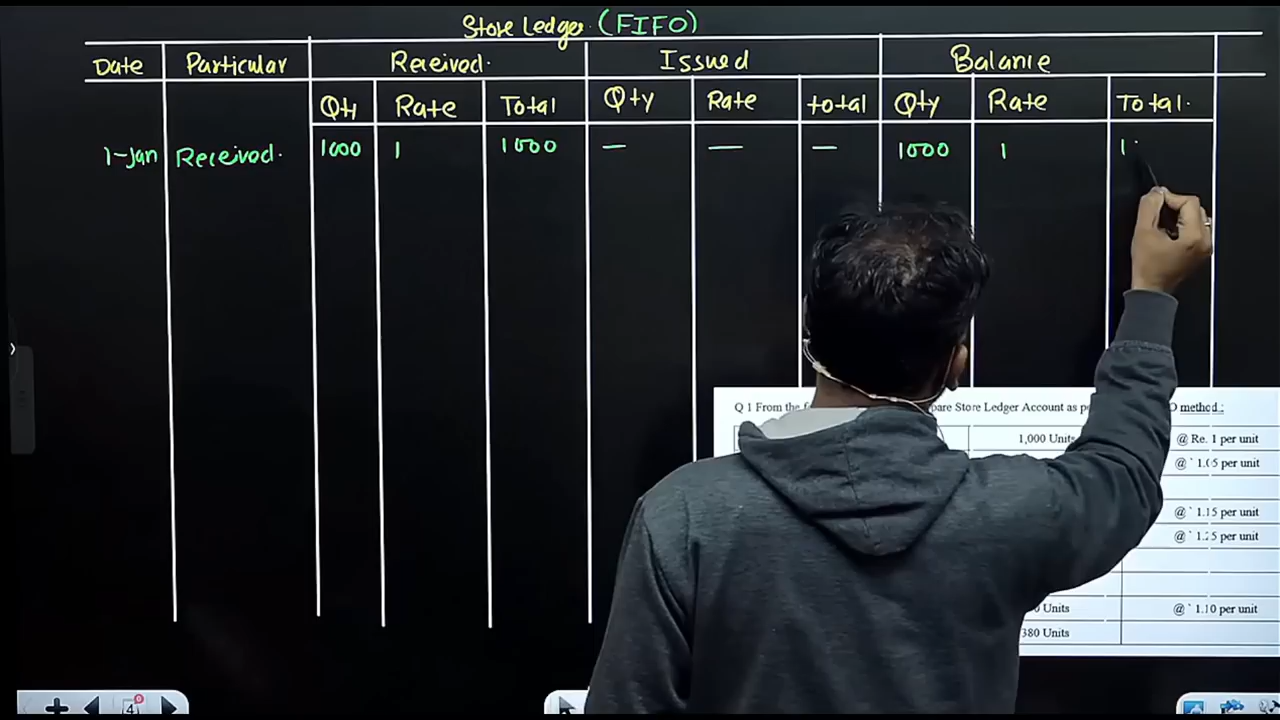 Store Ledger (FIFO)
Date Particular Received. Issued Balance
Qty Rate Total Qty Rate total Qty Rate Total.
1-Jan Received. 1000 1 1000 — — — 1000 1 1
Q 1 From the pare Store Ledger Account as method :
1,000 Units @ Re. 1 per unit
@ ` 1.05 per unit
@ ` 1.15 per unit
@ ` 1.25 per unit
Units @ ` 1.10 per unit
380 Units
4